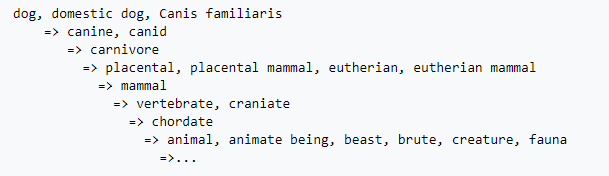 dog, domestic dog, Canis familiaris
=> canine, canid
=> carnivore
=> placental, placental mammal, eutherian, eutherian mammal
=> mammal
=> vertebrate, craniate
=> chordate
=> animal, animate being, beast, brute, creature, fauna
=>...